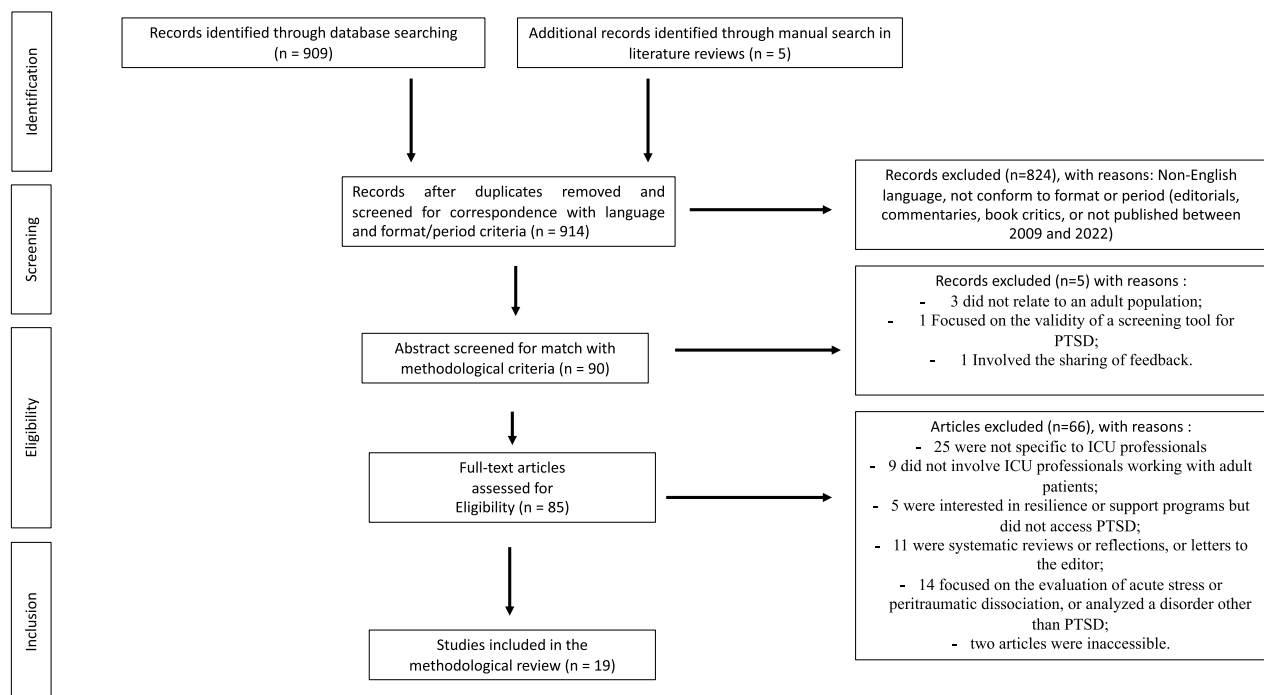 Identification
Records identified through database searching
(n = 909)
Additional records identified through manual search in
literature reviews (n = 5)
Screening
Records after duplicates removed and
screened for correspondence with language
and format/period criteria (n = 914)
Records excluded (n=824), with reasons: Non-English
language, not conform to format or period (editorials,
commentaries, book critics, or not published between
2009 and 2022)
Records excluded (n=5) with reasons :
- 3 did not relate to an adult population;
- 1 Focused on the validity of a screening tool for
PTSD;
- 1 Involved the sharing of feedback.
Eligibility
Abstract screened for match with
methodological criteria (n = 90)
Full-text articles
assessed for
Eligibility (n = 85)
Articles excluded (n=66), with reasons :
- 25 were not specific to ICU professionals
- 9 did not involve ICU professionals working with adult
patients;
- 5 were interested in resilience or support programs but
did not access PTSD;
- 11 were systematic reviews or reflections, or letters to
the editor;
- 14 focused on the evaluation of acute stress or
peritraumatic dissociation, or analyzed a disorder other
than PTSD;
- two articles were inaccessible.
Inclusion
Studies included in the
methodological review (n = 19)